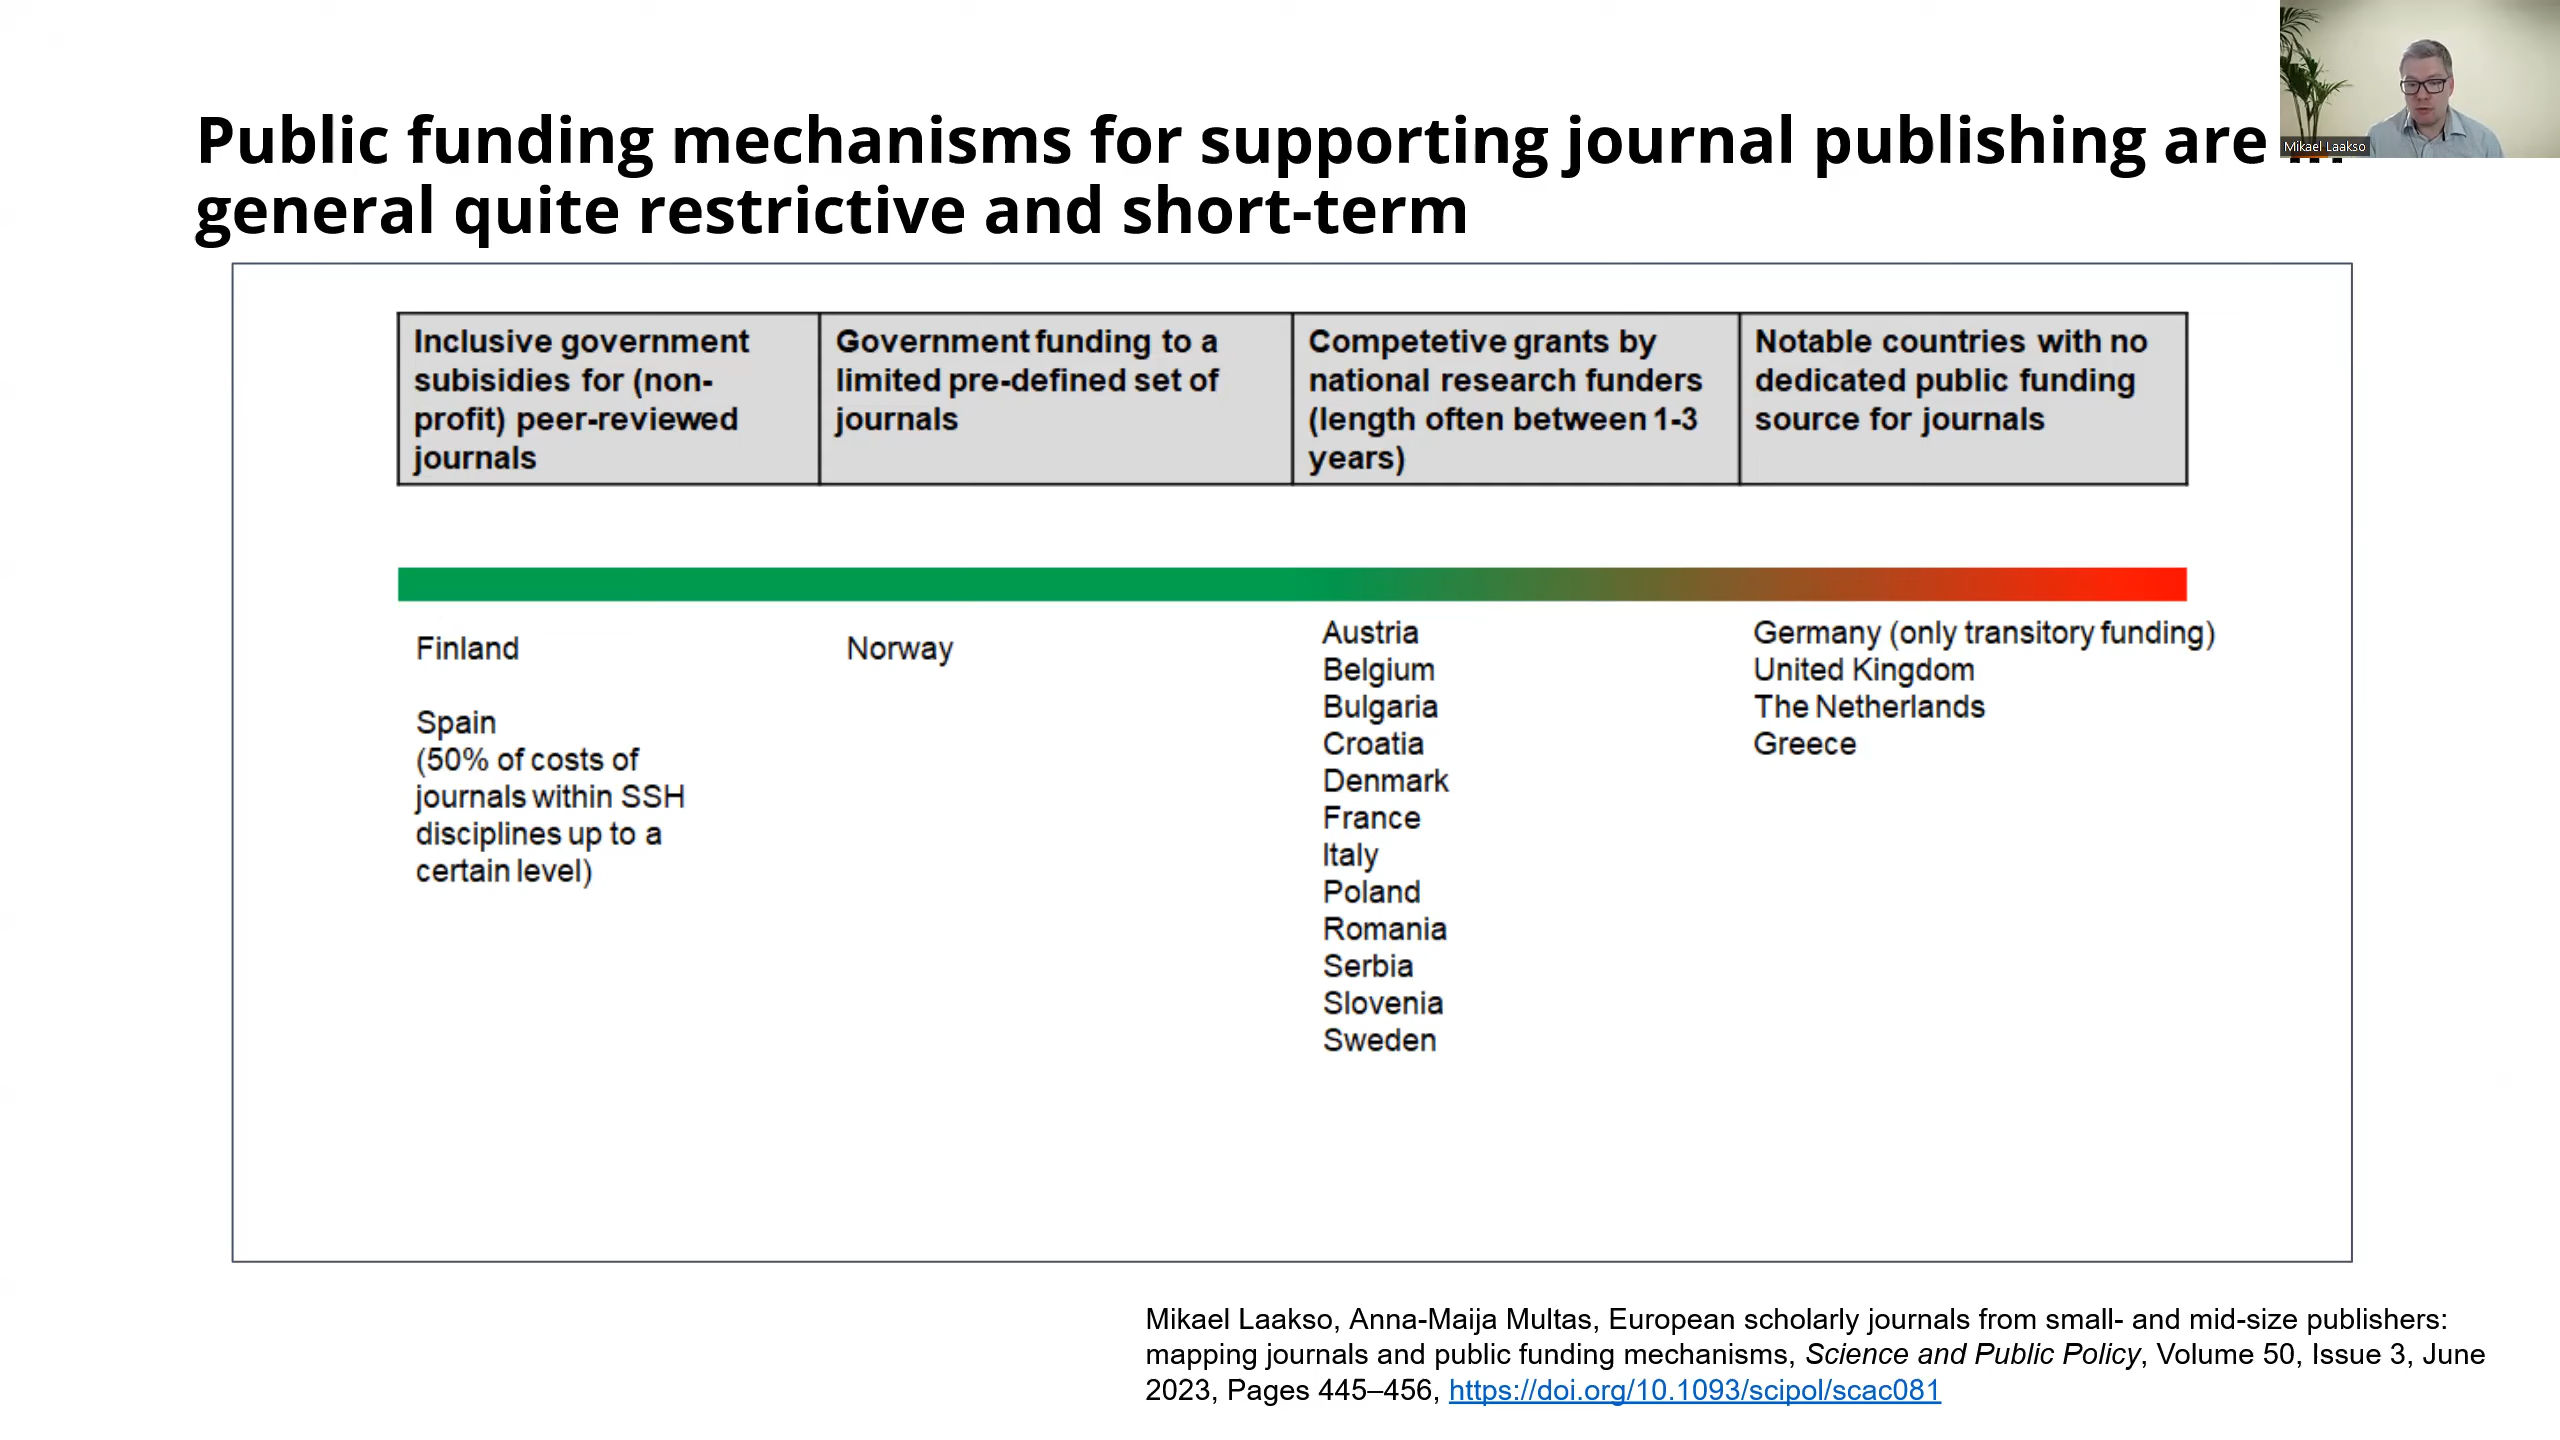 Public funding mechanisms for supporting journal publishing are
general quite restrictive and short-term
Mikael Laakso
Inclusive government
subisidies for (non-
profit) peer-reviewed
journals
Government funding to a
limited pre-defined set of
journals
Competetive grants by
national research funders
(length often between 1-3
years)
Notable countries with no
dedicated public funding
source for journals
Finland
Spain
(50% of costs of
journals within SSH
disciplines up to a
certain level)
Norway
Austria
Belgium
Bulgaria
Croatia
Denmark
France
Italy
Poland
Romania
Serbia
Slovenia
Sweden
Germany (only transitory funding)
United Kingdom
The Netherlands
Greece
Mikael Laakso, Anna-Maija Multas, European scholarly journals from small- and mid-size publishers:
mapping journals and public funding mechanisms, Science and Public Policy, Volume 50, Issue 3, June
2023, Pages 445–456, https://doi.org/10.1093/scipol/scac081